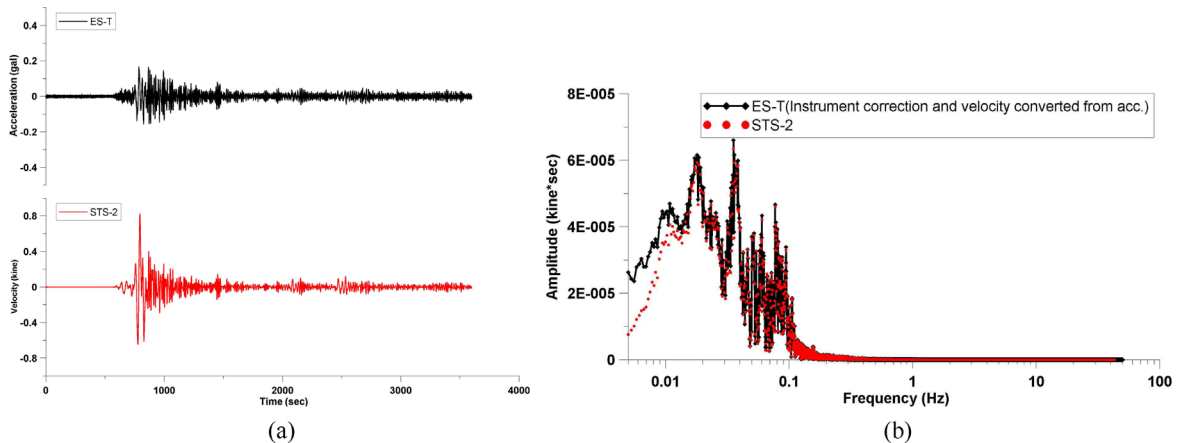 ES-T
Acceleration (gal)
0.4
0.2
0
-0.2
-0.4
STS-2
Velocity (kine)
0.8
0.4
0
-0.4
-0.8
0
1000
2000
3000
4000
Time (sec)
(a)
ES-T(Instrument correction and velocity converted from acc.)
STS-2
Amplitude (kine*sec)
8E-005
6E-005
4E-005
2E-005
0
0.01
0.1
1
10
100
Frequency (Hz)
(b)